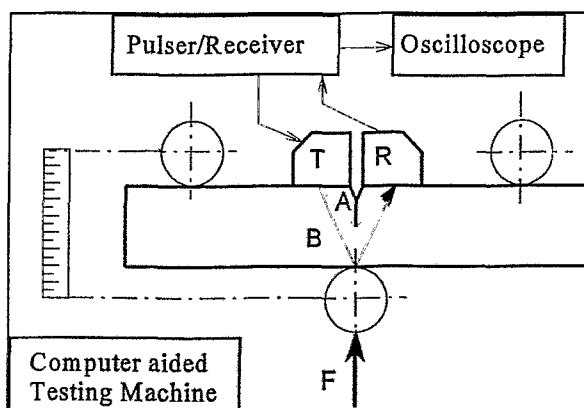 Pulser/Receiver
Oscilloscope
T
R
A
B
F
Computer aided
Testing Machine